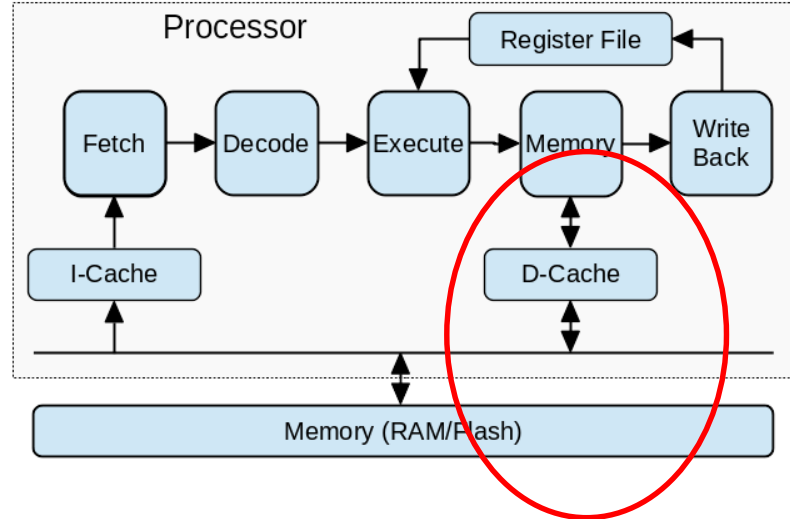 Processor
Register File
Fetch
Decode
Execute
Memory
Write
Back
I-Cache
D-Cache
Memory (RAM/Flash)